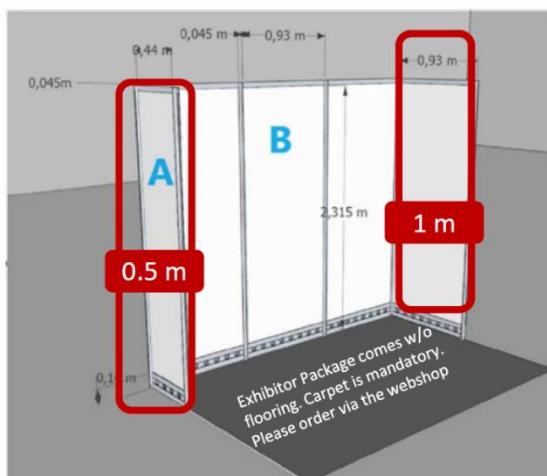 0,045 m
0,93 m
0,44 m
0,93 m
0,045m
A
B
2,315 m
1 m
0.5 m
Exhibitor Package comes w/o
flooring. Carpet is mandatory.
Please order via the webshop